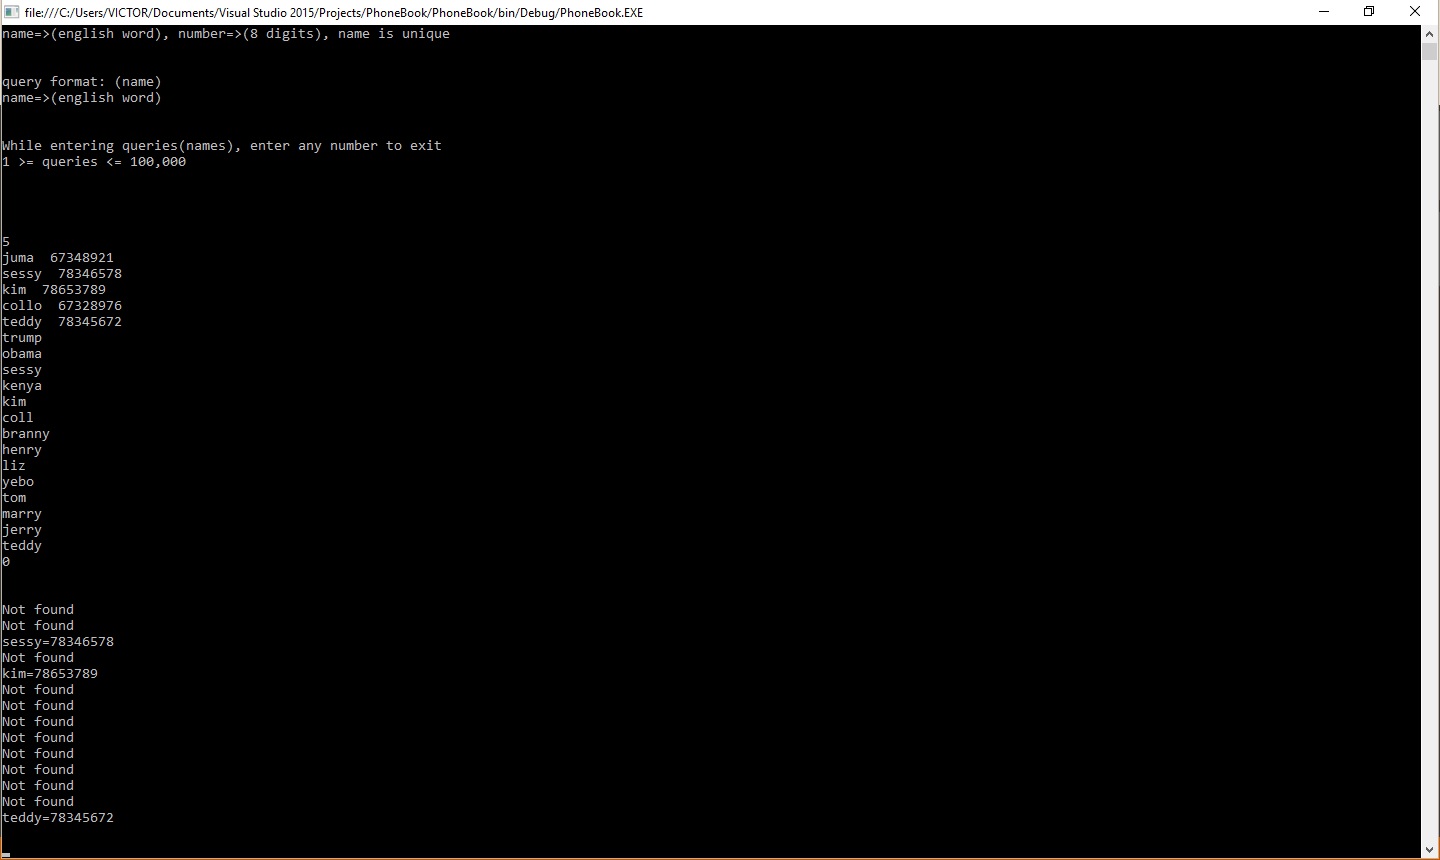 file:///C:/Users/VICTOR/Documents/Visual Studio 2015/Projects/PhoneBook/PhoneBook/bin/Debug/PhoneBook.EXE
name=>(english word), number=>(8 digits), name is unique
query format: (name)
name=>(english word)
While entering queries(names), enter any number to exit
1 >= queries <= 100,000
5
juma  67348921
sessy  78346578
kim  78653789
collo  67328976
teddy  78345672
trump
obama
sessy
kenya
kim
coll
branny
henry
liz
yebo
tom
marry
jerry
teddy
0
Not found
Not found
sessy=78346578
Not found
kim=78653789
Not found
Not found
Not found
Not found
Not found
Not found
Not found
Not found
teddy=78345672